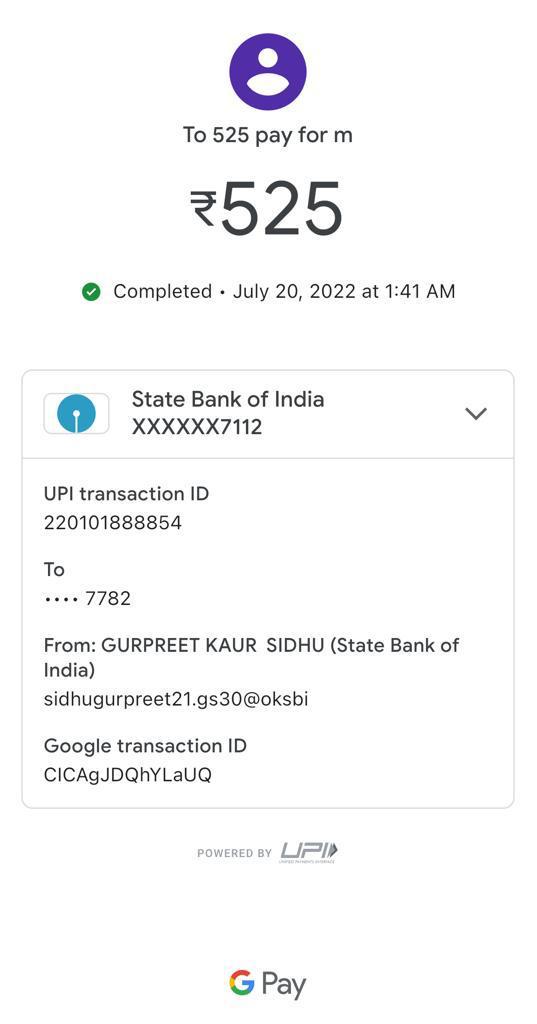 To 525 pay for m
₹525
Completed • July 20, 2022 at 1:41 AM
State Bank of India
XXXXXX7112
UPI transaction ID
220101888854
To
•••• 7782
From: GURPREET KAUR SIDHU (State Bank of
India)
sidhugurpreet21.gs30@oksbi
Google transaction ID
CICAgJDQhYLaUQ
POWERED BY UPI
UNIFIED PAYMENTS INTERFACE
G Pay